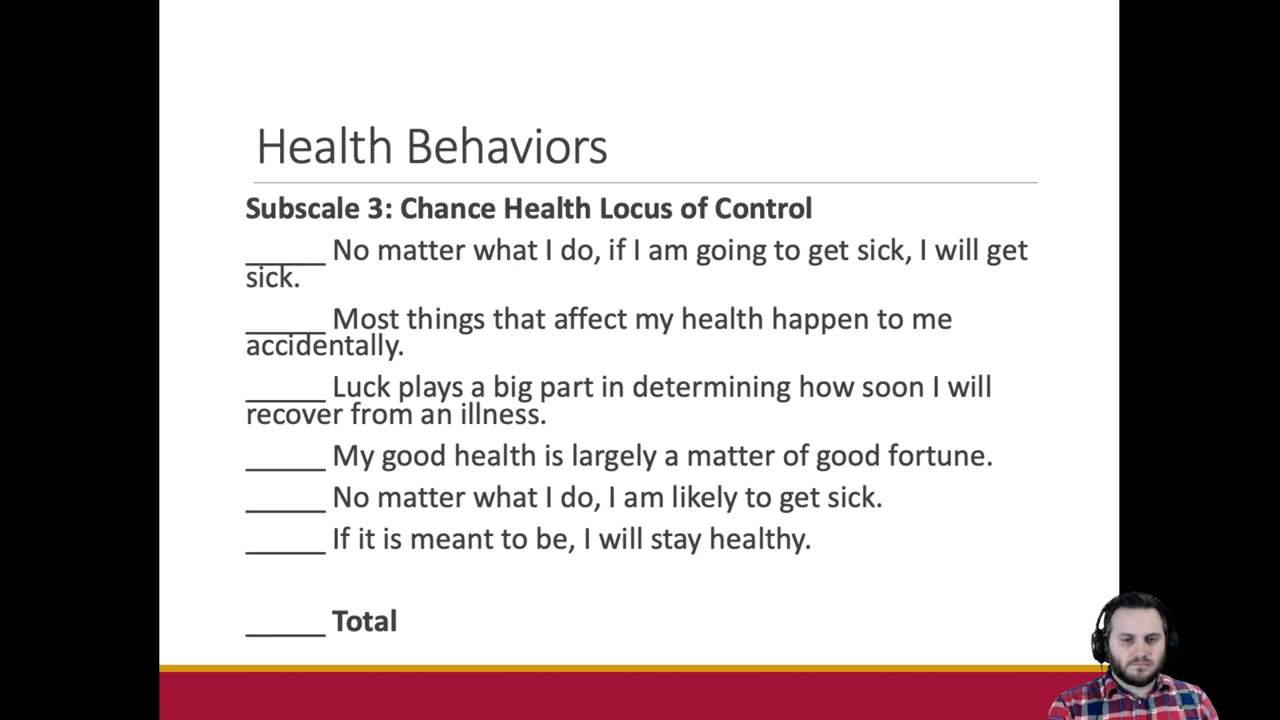 Health Behaviors
Subscale 3: Chance Health Locus of Control
______ No matter what I do, if I am going to get sick, I will get
sick.
______ Most things that affect my health happen to me
accidentally.
______ Luck plays a big part in determining how soon I will
recover from an illness.
______ My good health is largely a matter of good fortune.
______ No matter what I do, I am likely to get sick.
______ If it is meant to be, I will stay healthy.
______ Total